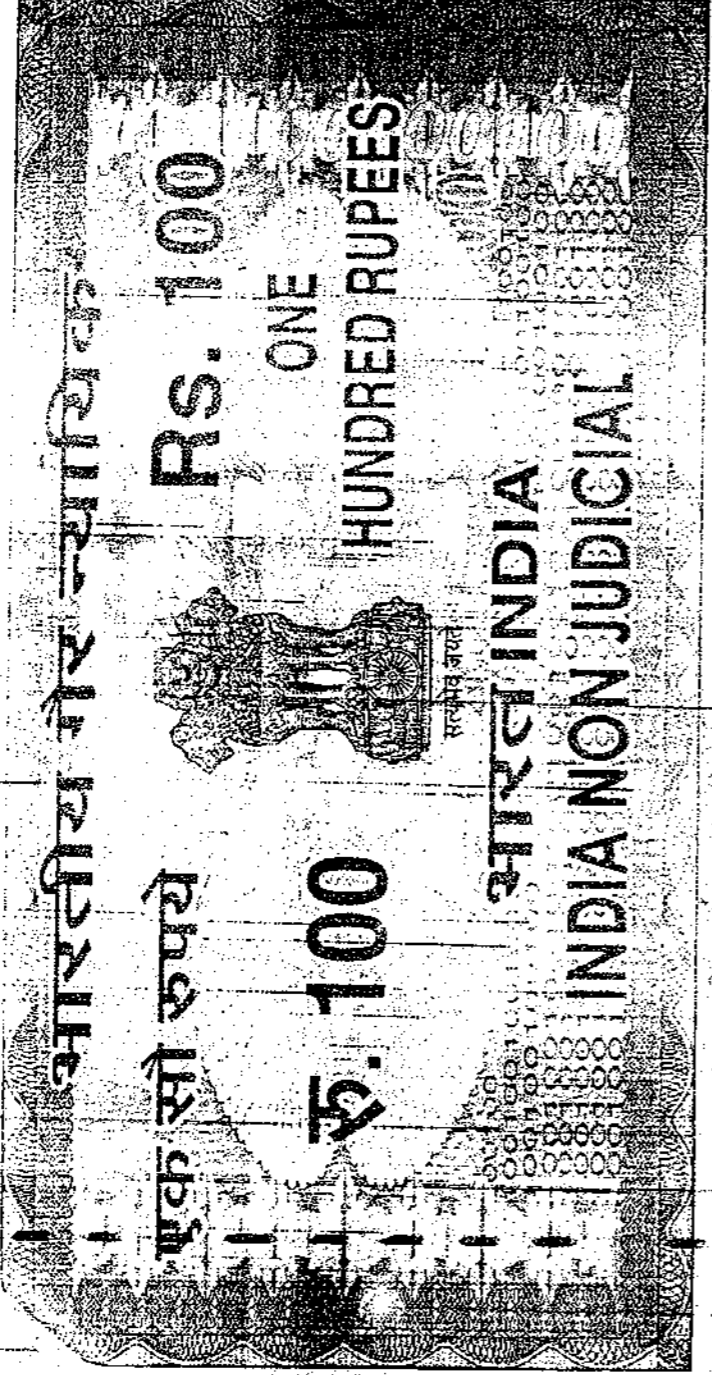 भारतीय गैर न्यायिक
एक सौ रुपये
Rs. 100
रु. 100
ONE
HUNDRED RUPEES
सत्यमेव जयते
भारत INDIA
INDIA NON JUDICIAL